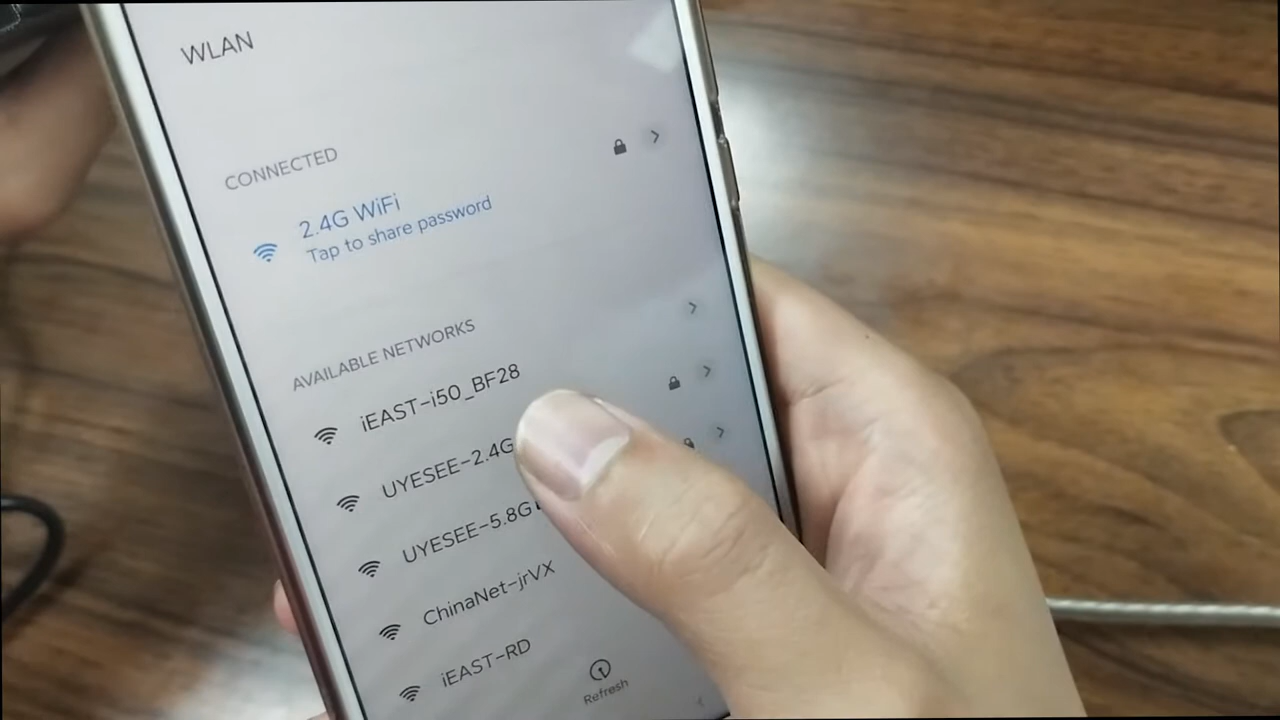 WLAN
CONNECTED
2.4G WiFi
Tap to share password
AVAILABLE NETWORKS
iEAST-i50_BF28
UYESEE-2.4G
UYESEE-5.8G
ChinaNet-jrVX
iEAST-RD
Refresh